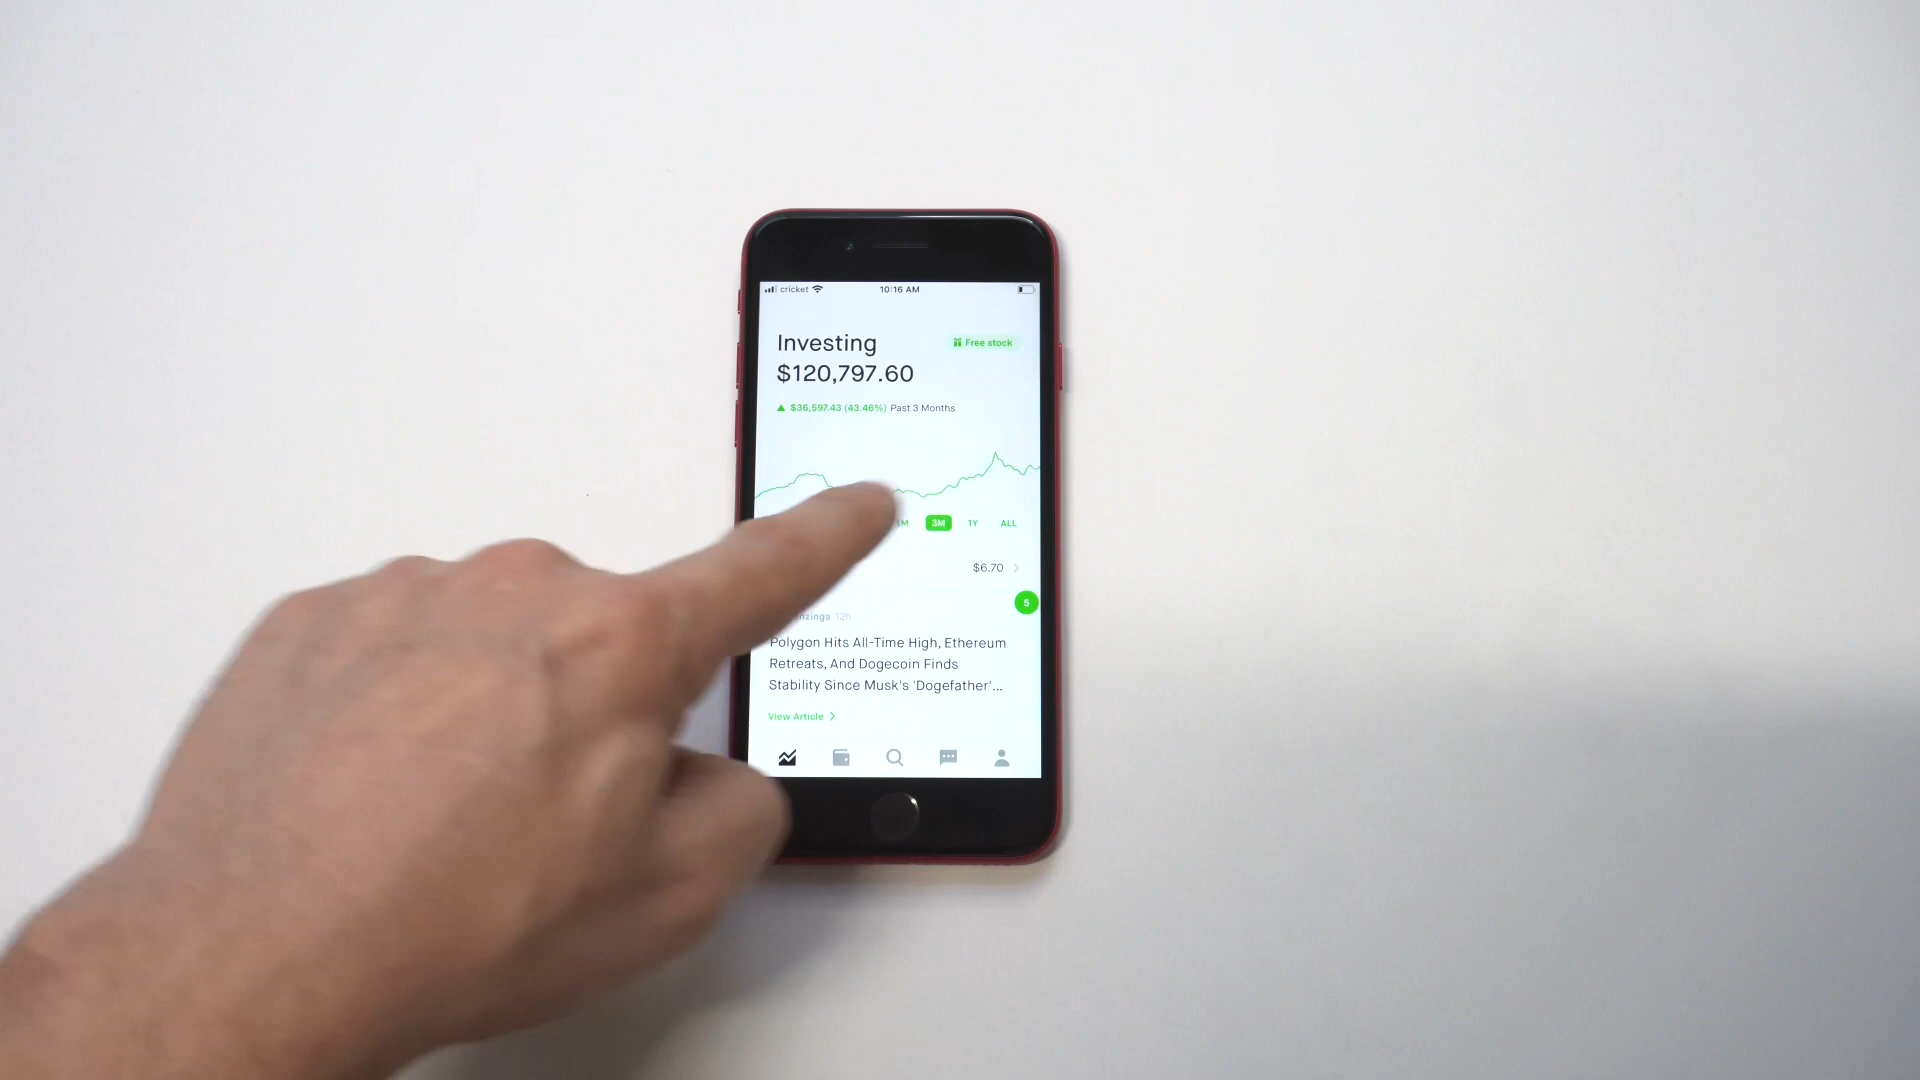 cricket 10:16 AM
Investing
Free stock
$120,797.60
▲ $36,597.43 (43.46%) Past 3 Months
3M 1Y ALL
$6.70 >
5
12h
Polygon Hits All-Time High, Ethereum
Retreats, And Dogecoin Finds
Stability Since Musk's 'Dogefather'...
View Article >